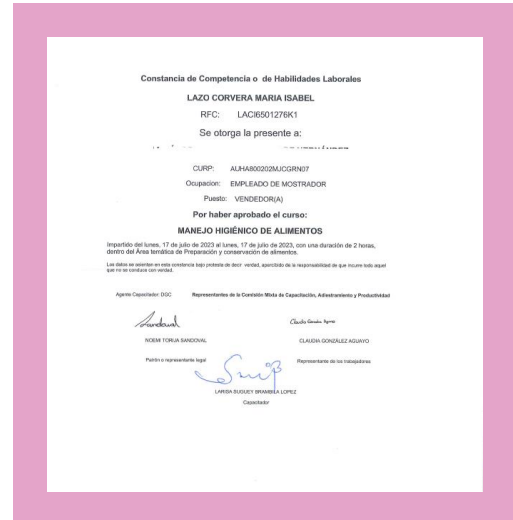 Constancia de Competencia o de Habilidades Laborales
LAZO CORVERA MARIA ISABEL
RFC: LACI6501276K1
Se otorga la presente a:
CURP: AUHA800202MJCGRN07
Ocupacion: EMPLEADO DE MOSTRADOR
Puesto: VENDEDOR(A)
Por haber aprobado el curso:
MANEJO HIGIÉNICO DE ALIMENTOS
Impartido del lunes, 17 de julio de 2023 al lunes, 17 de julio de 2023, con una duración de 2 horas,
dentro del Área temática de Preparación y conservación de alimentos.
Los datos se asientan en esta constancia bajo protesta de decir verdad, apercibido de la responsabilidad de que incurre todo aquel
que no se conduce con verdad.
Agente Capacitador: DGC Representantes de la Comisión Mixta de Capacitación, Adiestramiento y Productividad
Sandoval Claudia González Aguayo
NOEMI TORIJA SANDOVAL CLAUDIA GONZÁLEZ AGUAYO
Patrón o representante legal Representante de los trabajadores
LARISA SUGUEY BRAMBILA LOPEZ
Capacitador